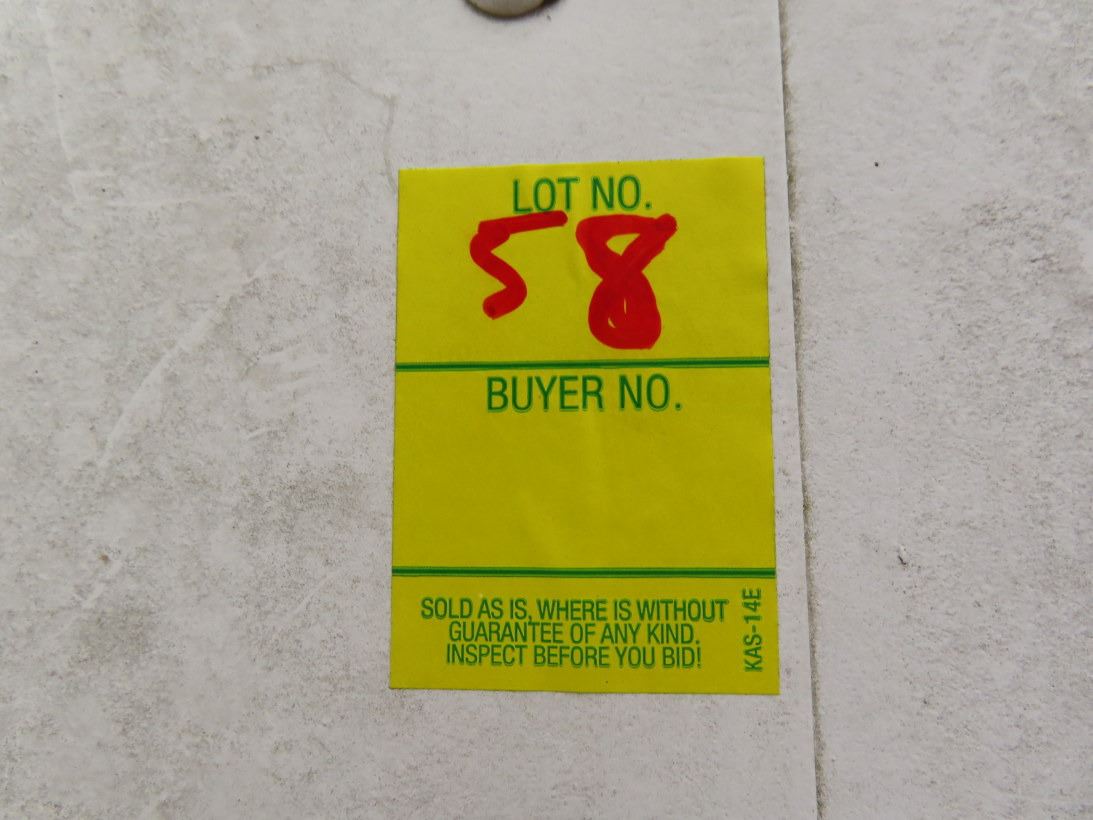 LOT NO.
58
BUYER NO.
SOLD AS IS, WHERE IS WITHOUT
GUARANTEE OF ANY KIND.
INSPECT BEFORE YOU BID!
KAS-14E